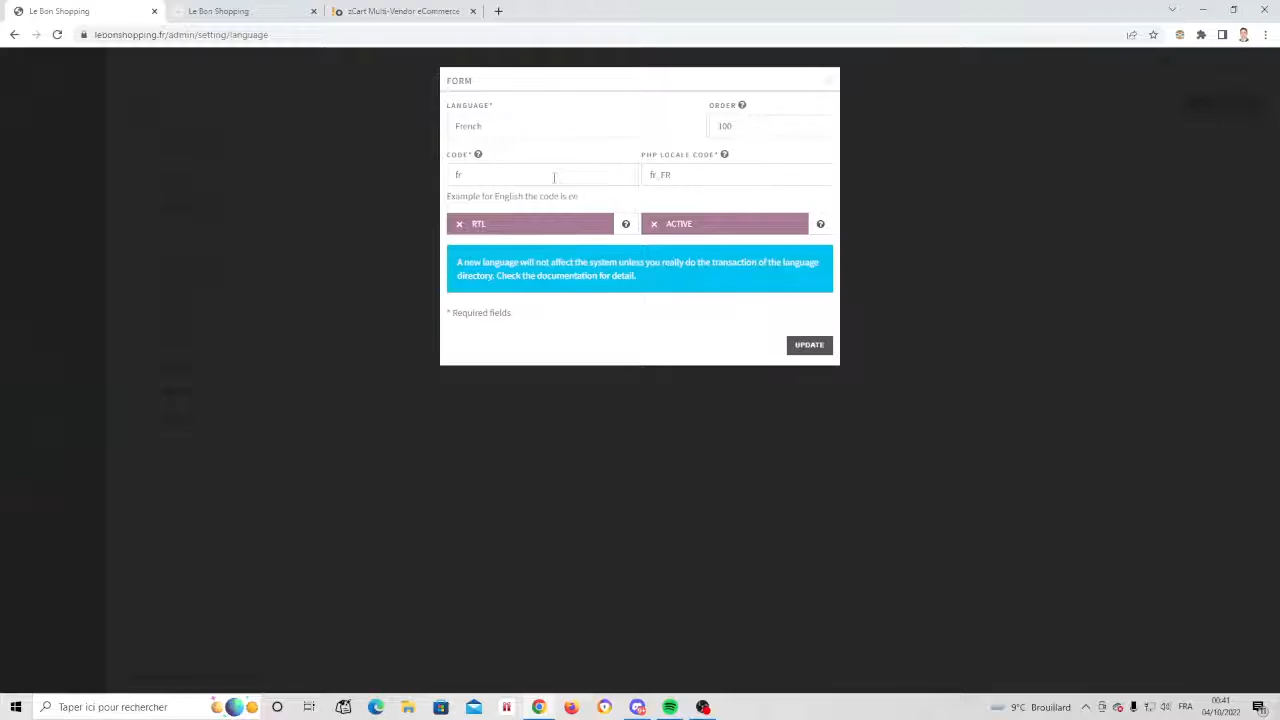 Le Bon Shopping
Le Bon Shopping
zCart Multi-Vendor eCommerce
lebonshopping.fr/admin/setting/language
FORM
LANGUAGE*
ORDER
French
100
CODE*
PHP LOCALE CODE*
fr
fr_FR
Example for English the code is en
RTL
ACTIVE
A new language will not affect the system unless you really do the transaction of the language
directory. Check the documentation for detail.
* Required fields.
UPDATE
Taper ici pour rechercher
9°C Brouillard
FRA
00:41
04/10/2022